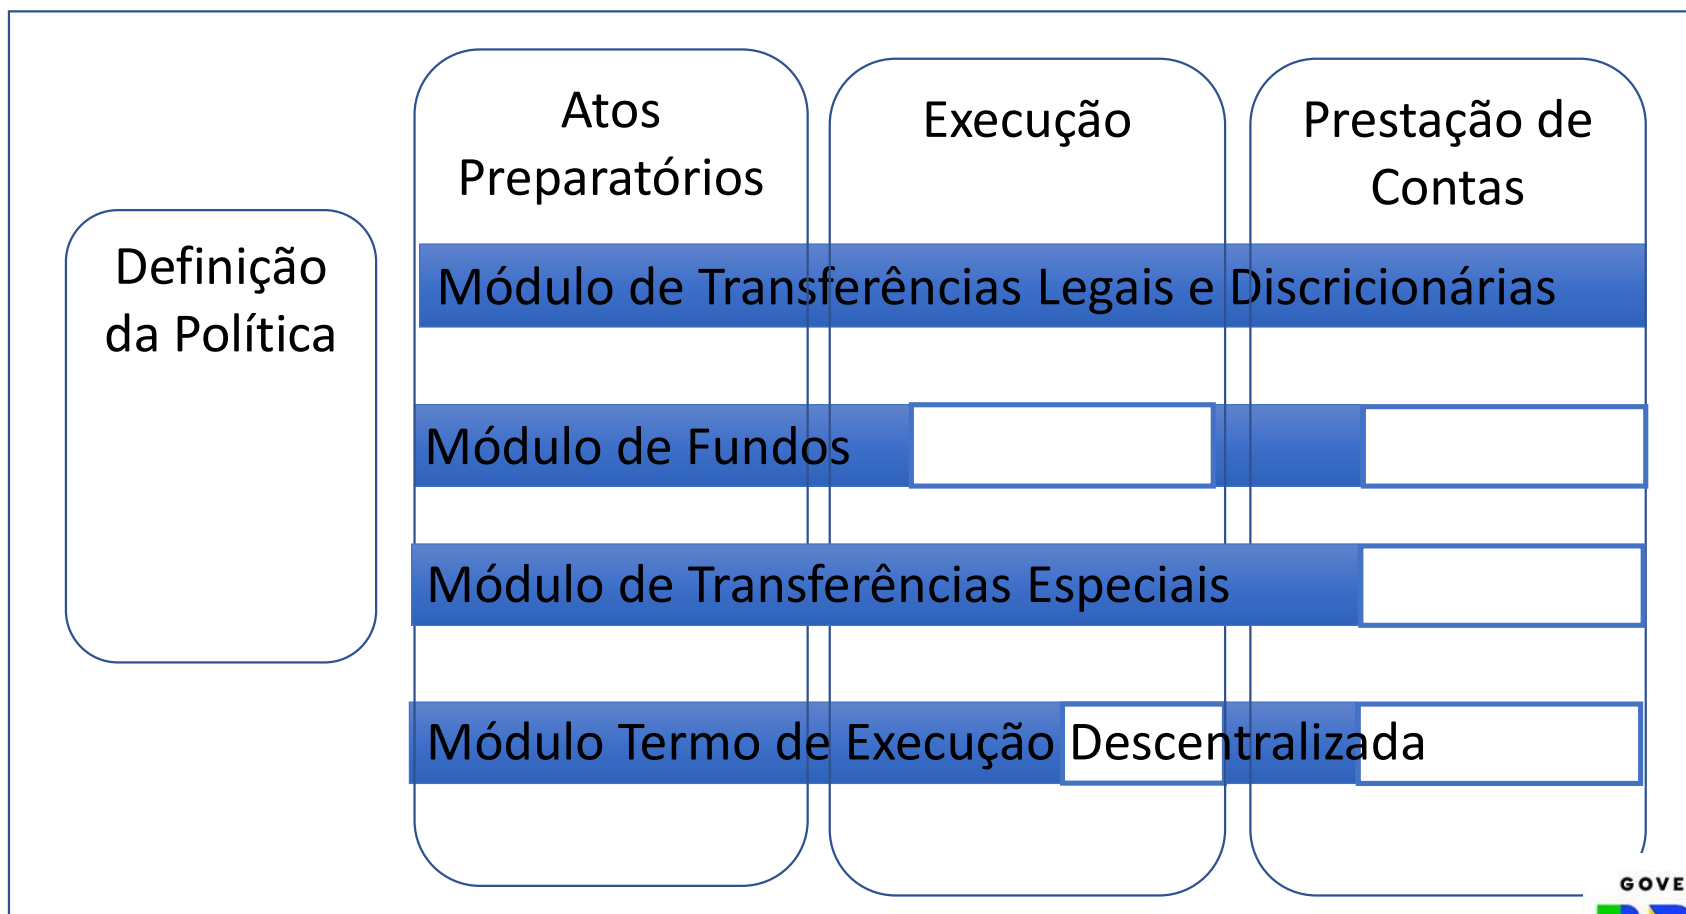 Atos
Preparatórios
Execução
Prestação de
Contas
Definição
da Política
Módulo de Transferências Legais e Discricionárias
Módulo de Fundos
Módulo de Transferências Especiais
Módulo Termo de Execução Descentralizada
GOVE